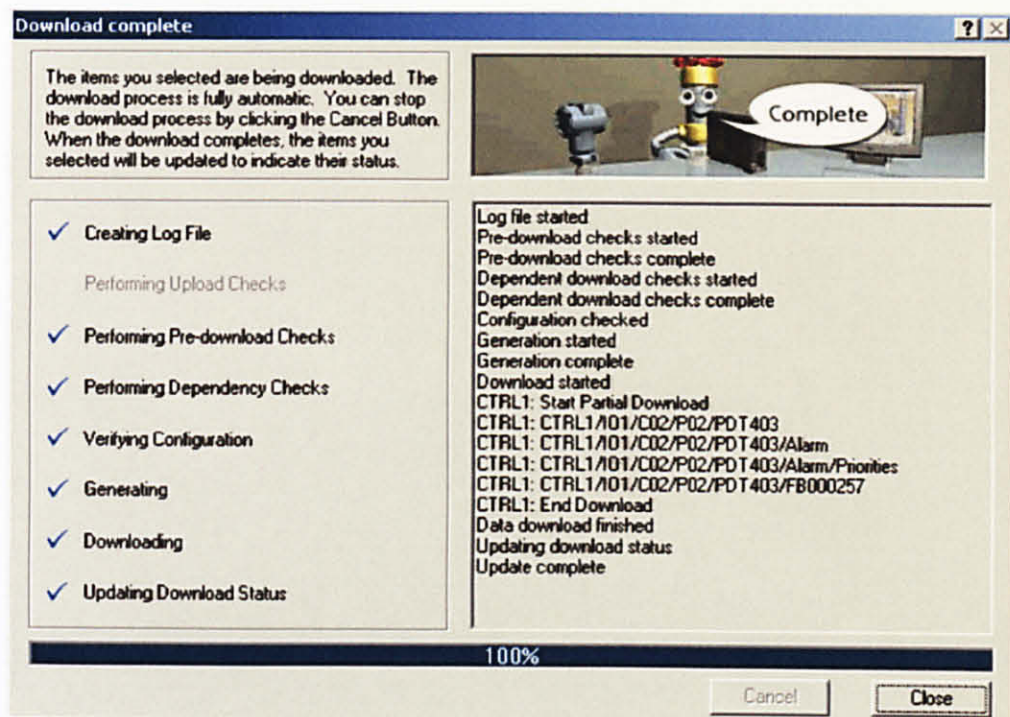 Download complete
?
The items you selected are being downloaded. The
download process is fully automatic. You can stop
the download process by clicking the Cancel Button.
When the download completes, the items you
selected will be updated to indicate their status.
Complete
Creating Log File
Performing Upload Checks
Performing Pre-download Checks
Performing Dependency Checks
Verifying Configuration
Generating
Downloading
Updating Download Status
Log file started
Pre-download checks started
Pre-download checks complete
Dependent download checks started
Dependent download checks complete
Configuration checked
Generation started
Generation complete
Download started
CTRL1: Start Partial Download
CTRL1: CTRL1/IO1/C02/P02/PDT403
CTRL1: CTRL1/IO1/C02/P02/PDT403/Alarm
CTRL1: CTRL1/IO1/C02/P02/PDT403/Alarm/Priorities
CTRL1: CTRL1/IO1/C02/P02/PDT403/FB000257
CTRL1: End Download
Data download finished
Updating download status
Update complete
100%
Cancel
Close